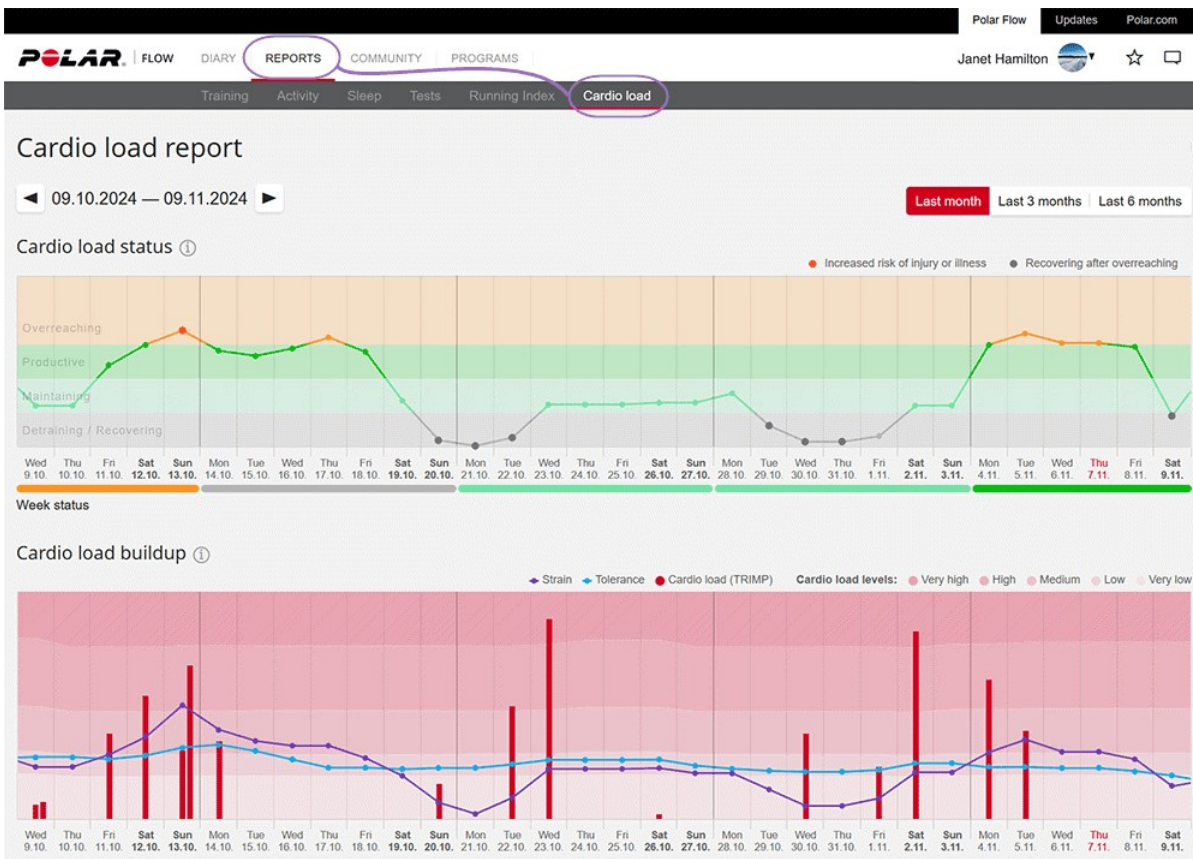 Polar Flow Updates Polar.com
POLAR. FLOW DIARY REPORTS COMMUNITY PROGRAMS Janet Hamilton
Training Activity Sleep Tests Running Index Cardio load
Cardio load report
09.10.2024 — 09.11.2024
Last month Last 3 months Last 6 months
Cardio load status
Increased risk of injury or illness Recovering after overreaching
Overreaching
Productive
Maintaining
Detraining / Recovering
Wed Thu Fri Sat Sun Mon Tue Wed Thu Fri Sat Sun Mon Tue Wed Thu Fri Sat Sun Mon Tue Wed Thu Fri Sat Sun Mon Tue Wed Thu Fri Sat
9.10. 10.10. 11.10. 12.10. 13.10. 14.10. 15.10. 16.10. 17.10. 18.10. 19.10. 20.10. 21.10. 22.10. 23.10. 24.10. 25.10. 26.10. 27.10. 28.10. 29.10. 30.10. 31.10. 1.11. 2.11. 3.11. 4.11. 5.11. 6.11. 7.11. 8.11. 9.11.
Week status
Cardio load buildup
Strain Tolerance Cardio load (TRIMP) Cardio load levels: Very high High Medium Low Very low
Wed Thu Fri Sat Sun Mon Tue Wed Thu Fri Sat Sun Mon Tue Wed Thu Fri Sat Sun Mon Tue Wed Thu Fri Sat Sun Mon Tue Wed Thu Fri Sat
9.10. 10.10. 11.10. 12.10. 13.10. 14.10. 15.10. 16.10. 17.10. 18.10. 19.10. 20.10. 21.10. 22.10. 23.10. 24.10. 25.10. 26.10. 27.10. 28.10. 29.10. 30.10. 31.10. 1.11. 2.11. 3.11. 4.11. 5.11. 6.11. 7.11. 8.11. 9.11.